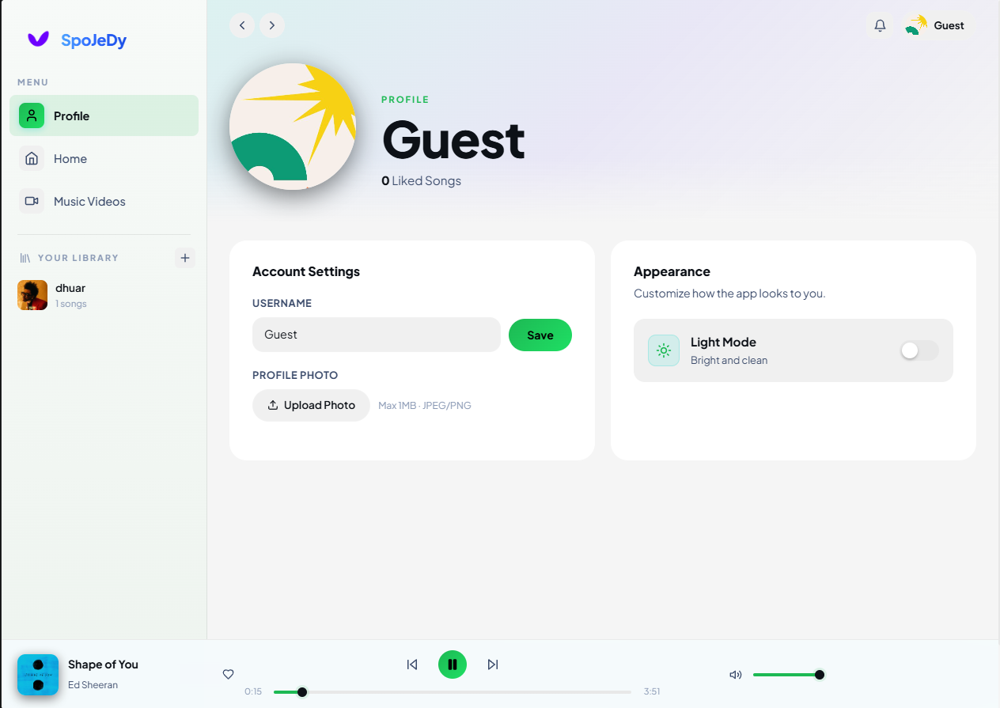 SpoJeDy
Guest
MENU
Profile
Home
Music Videos
YOUR LIBRARY
dhuar
1 songs
PROFILE
Guest
0 Liked Songs
Account Settings
USERNAME
Guest
Save
PROFILE PHOTO
Upload Photo
Max 1MB · JPEG/PNG
Appearance
Customize how the app looks to you.
Light Mode
Bright and clean
Shape of You
Ed Sheeran
0:15
3:51